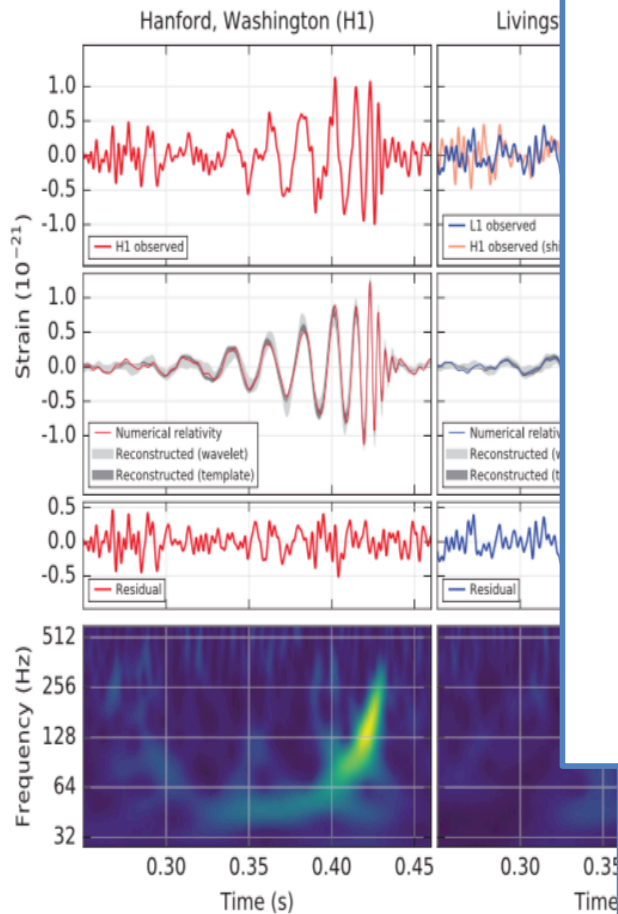 Hanford, Washington (H1)
Livings
Strain (10⁻²¹)
1.0
0.5
0.0
-0.5
-1.0
H1 observed
L1 observed
H1 observed (shi
1.0
0.5
0.0
-0.5
-1.0
Numerical relativity
Reconstructed (wavelet)
Reconstructed (template)
Numerical relativ
Reconstructed (w
Reconstructed (t
0.5
0.0
-0.5
Residual
Residual
Frequency (Hz)
512
256
128
64
32
0.30 0.35 0.40 0.45
0.30 0.35
Time (s)
Time